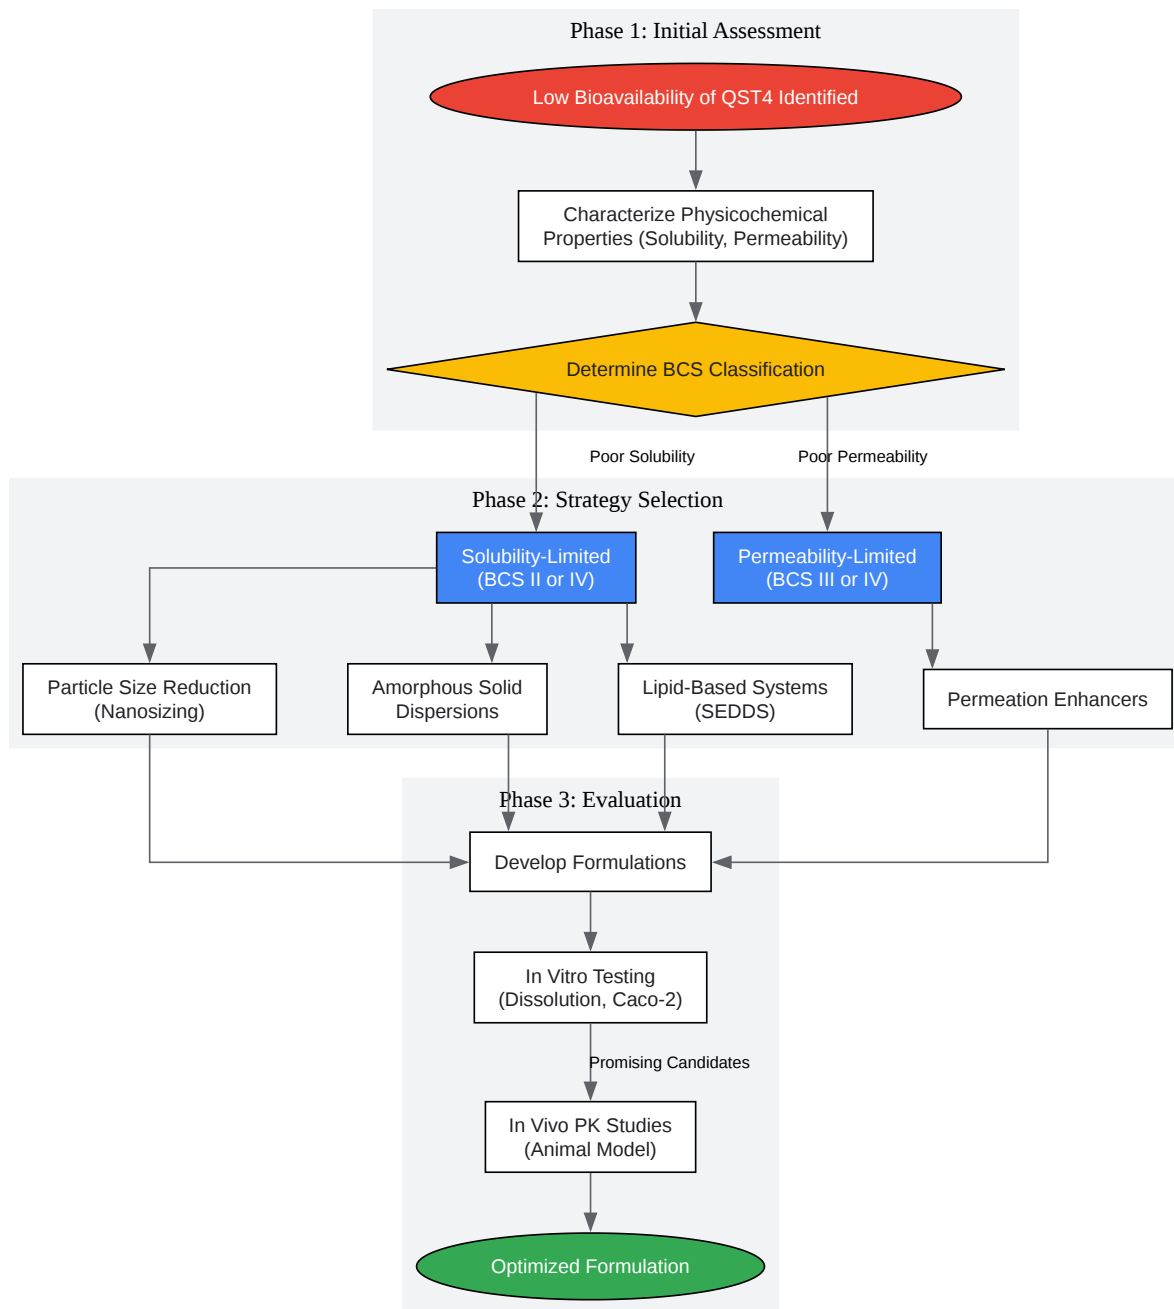 Phase 1: Initial Assessment
Low Bioavailability of QST4 Identified
Characterize Physicochemical
Properties (Solubility, Permeability)
Determine BCS Classification
Poor Solubility
Poor Permeability
Phase 2: Strategy Selection
Solubility-Limited
(BCS II or IV)
Permeability-Limited
(BCS III or IV)
Particle Size Reduction
(Nanosizing)
Amorphous Solid
Dispersions
Lipid-Based Systems
(SEDDS)
Permeation Enhancers
Phase 3: Evaluation
Develop Formulations
In Vitro Testing
(Dissolution, Caco-2)
Promising Candidates
In Vivo PK Studies
(Animal Model)
Optimized Formulation